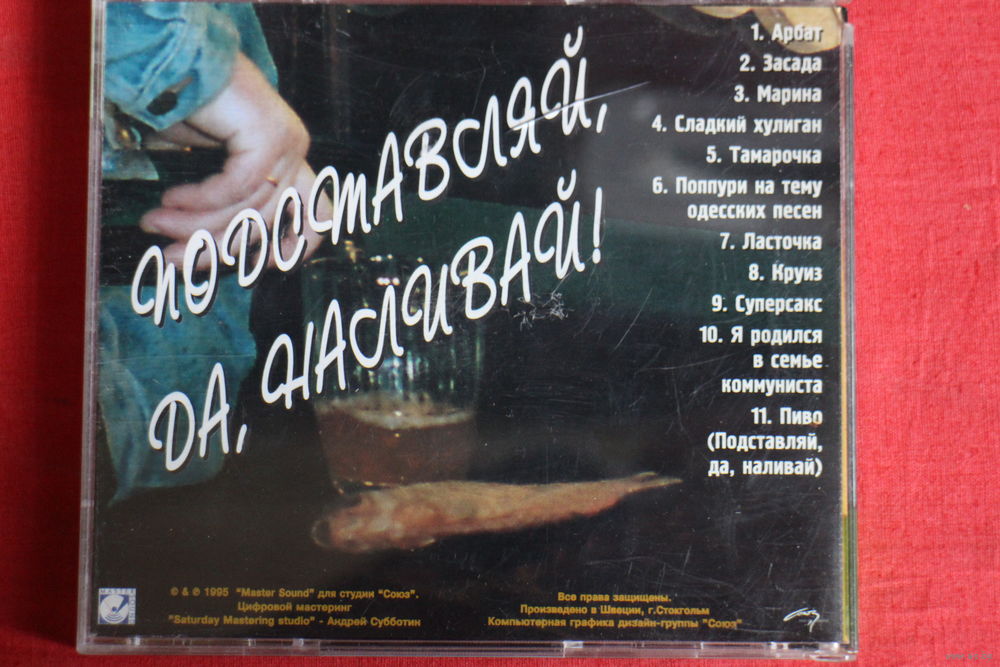 ПОДСТАВЛЯЙ,
ДА, НАЛИВАЙ!
1. Арбат
2. Засада
3. Марина
4. Сладкий хулиган
5. Тамарочка
6. Поппури на тему
одесских песен
7. Ласточка
8. Круиз
9. Суперсакс
10. Я родился
в семье
коммуниста
11. Пиво
(Подставляй,
да, наливай)
© & ℗ 1995 "Master Sound" для студии "Союз".
Цифровой мастеринг
"Saturday Mastering studio" - Андрей Субботин
Все права защищены.
Произведено в Швеции, г.Стокгольм
Компьютерная графика дизайн-группы "Союз"
MASTER
SOUND